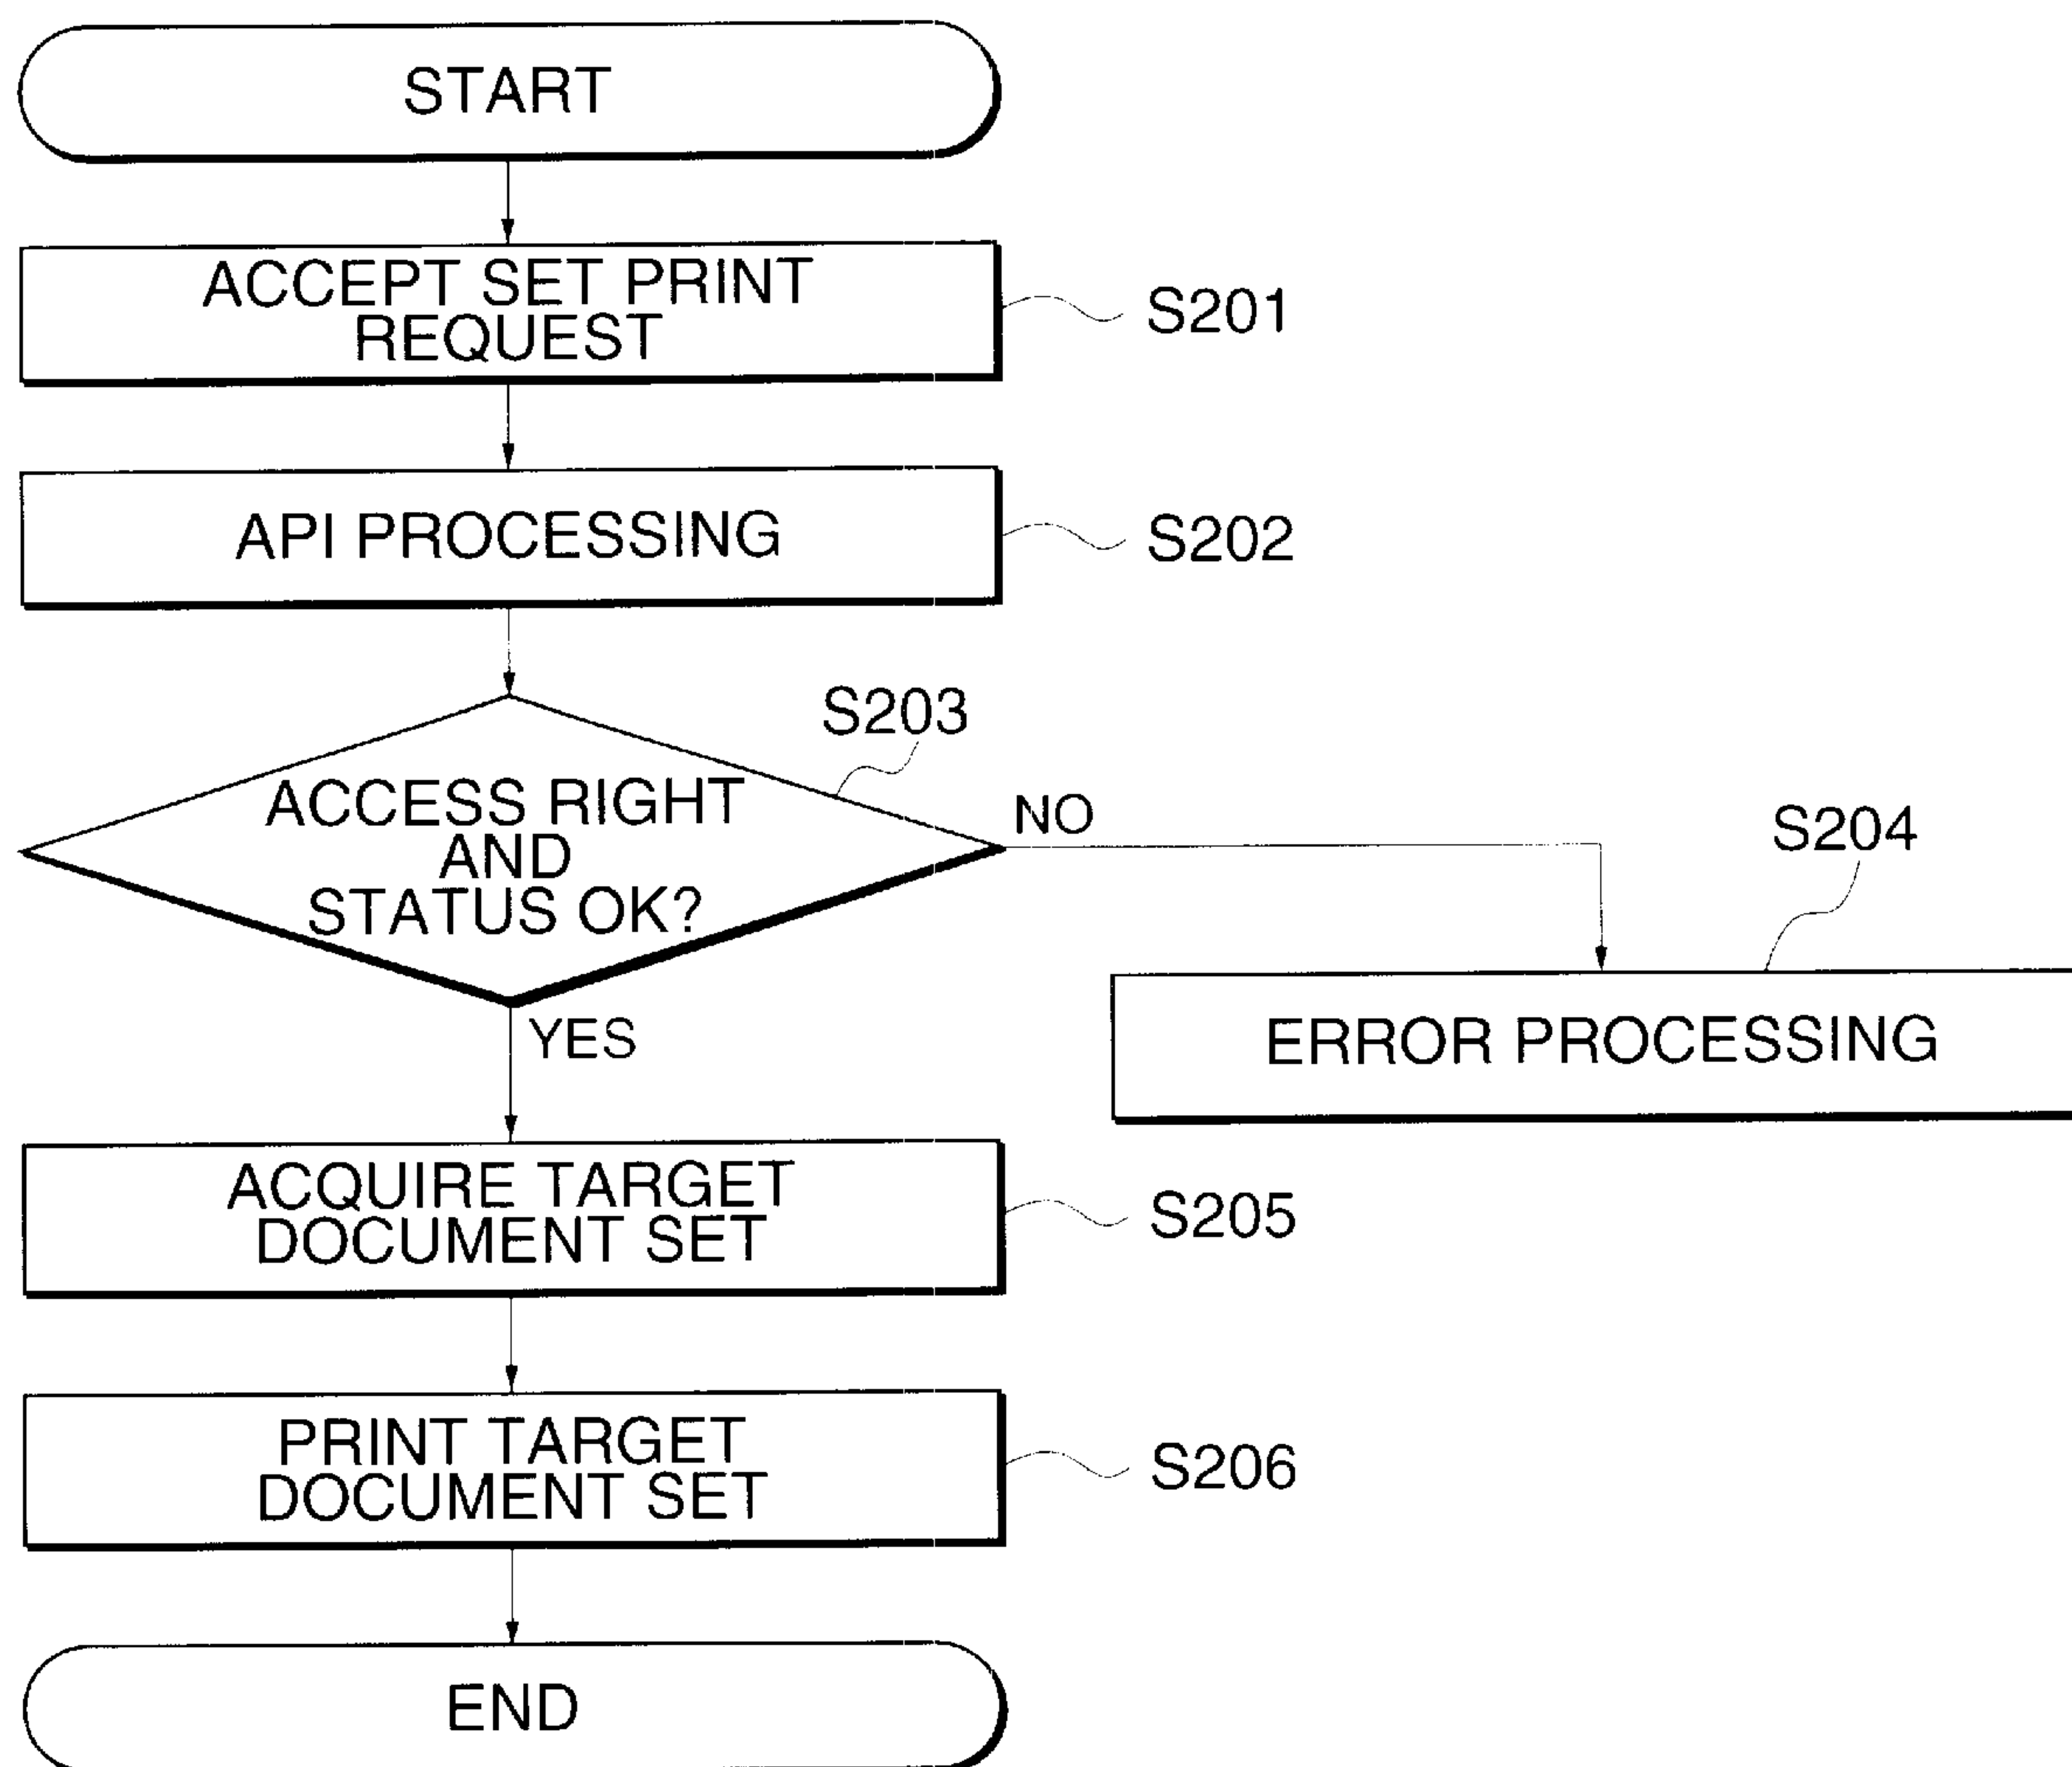 START
ACCEPT SET PRINT
REQUEST
S201
API PROCESSING
S202
S203
ACCESS RIGHT
AND
STATUS OK?
NO
S204
ERROR PROCESSING
YES
ACQUIRE TARGET
DOCUMENT SET
S205
PRINT TARGET
DOCUMENT SET
S206
END